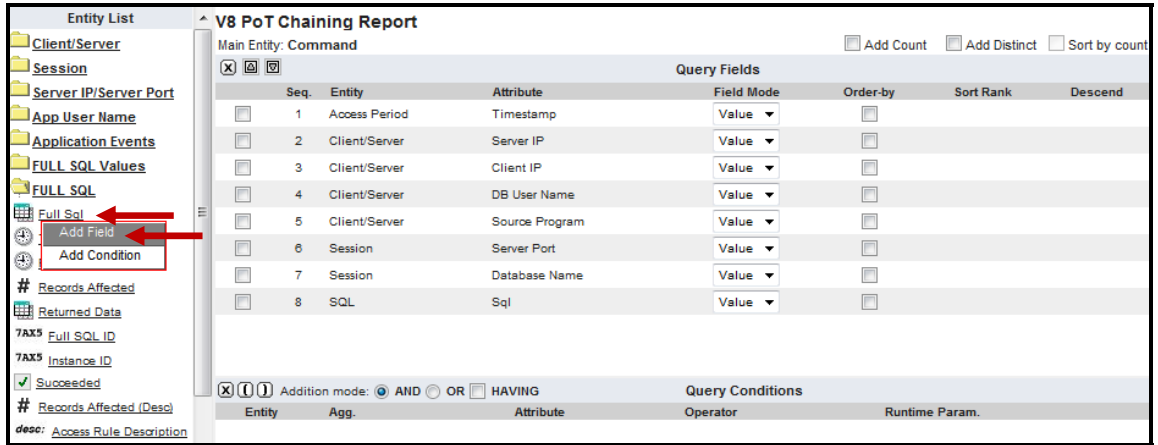 Entity List
Client/Server
Session
Server IP/Server Port
App User Name
Application Events
FULL SQL Values
FULL SQL
Full Sql
Add Field
Add Condition
# Records Affected
Returned Data
7AX5 Full SQL ID
7AX5 Instance ID
Succeeded
# Records Affected (Desc)
desc: Access Rule Description
V8 PoT Chaining Report
Main Entity: Command Add Count Add Distinct Sort by count
Query Fields
Seq. Entity Attribute Field Mode Order-by Sort Rank Descend
1 Access Period Timestamp Value
2 Client/Server Server IP Value
3 Client/Server Client IP Value
4 Client/Server DB User Name Value
5 Client/Server Source Program Value
6 Session Server Port Value
7 Session Database Name Value
8 SQL Sql Value
Addition mode: AND OR HAVING Query Conditions
Entity Agg. Attribute Operator Runtime Param.